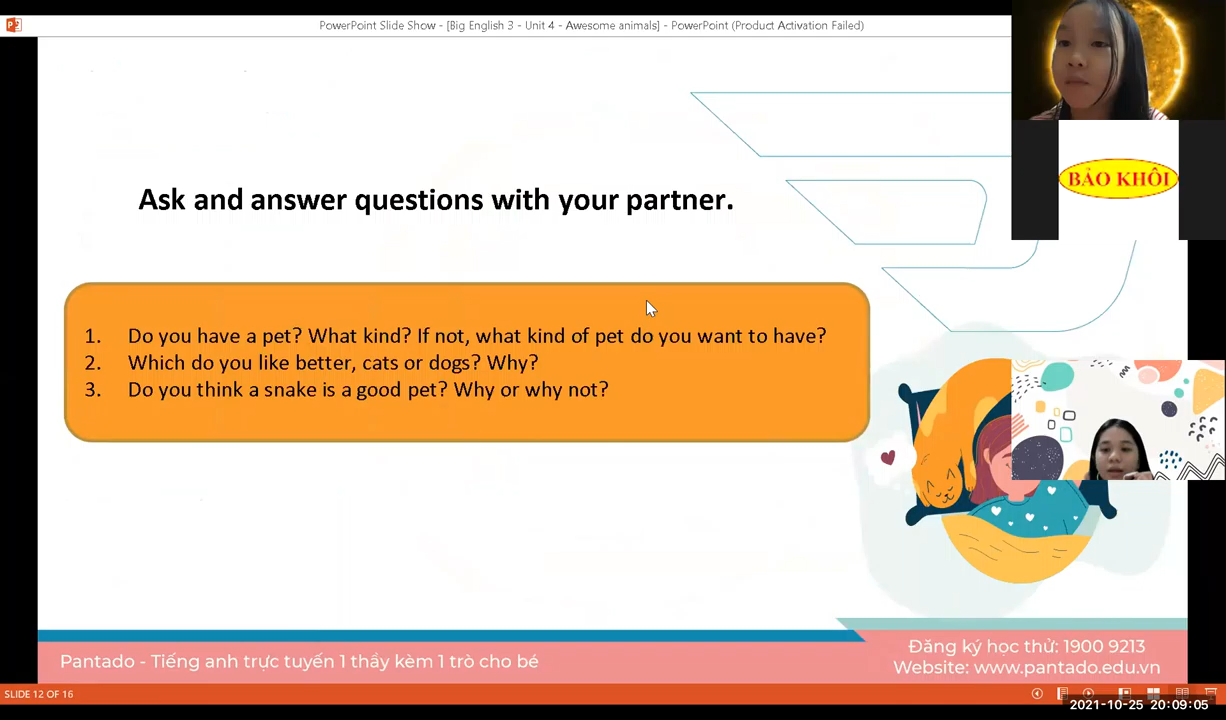 PowerPoint Slide Show - [Big English 3 - Unit 4 - Awesome animals] - PowerPoint (Product Activation Failed)
BẢO KHÔI
Ask and answer questions with your partner.
1. Do you have a pet? What kind? If not, what kind of pet do you want to have?
2. Which do you like better, cats or dogs? Why?
3. Do you think a snake is a good pet? Why or why not?
Pantado - Tiếng anh trực tuyến 1 thầy kèm 1 trò cho bé
Đăng ký học thử: 1900 9213
Website: www.pantado.edu.vn
SLIDE 12 OF 16
2021-10-25 20:09:05